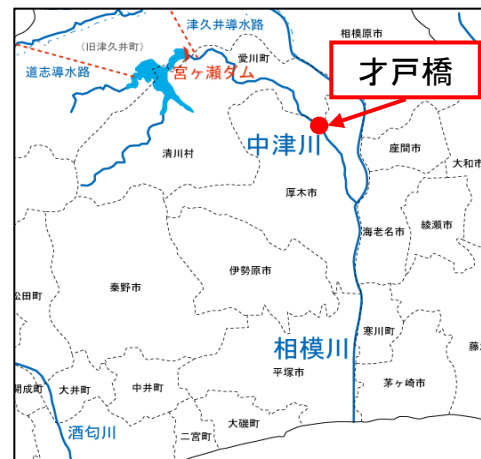 津久井導水路
相模原市
(旧津久井町)
愛川町
道志導水路
宮ヶ瀬ダム
才戸橋
中津川
座間市
大和市
清川村
厚木市
海老名市
綾瀬市
伊勢原市
秦野市
松田町
相模川
寒川町
藤
平塚市
開成町
大井町
中井町
茅ヶ崎市
大磯町
酒匂川
二宮町